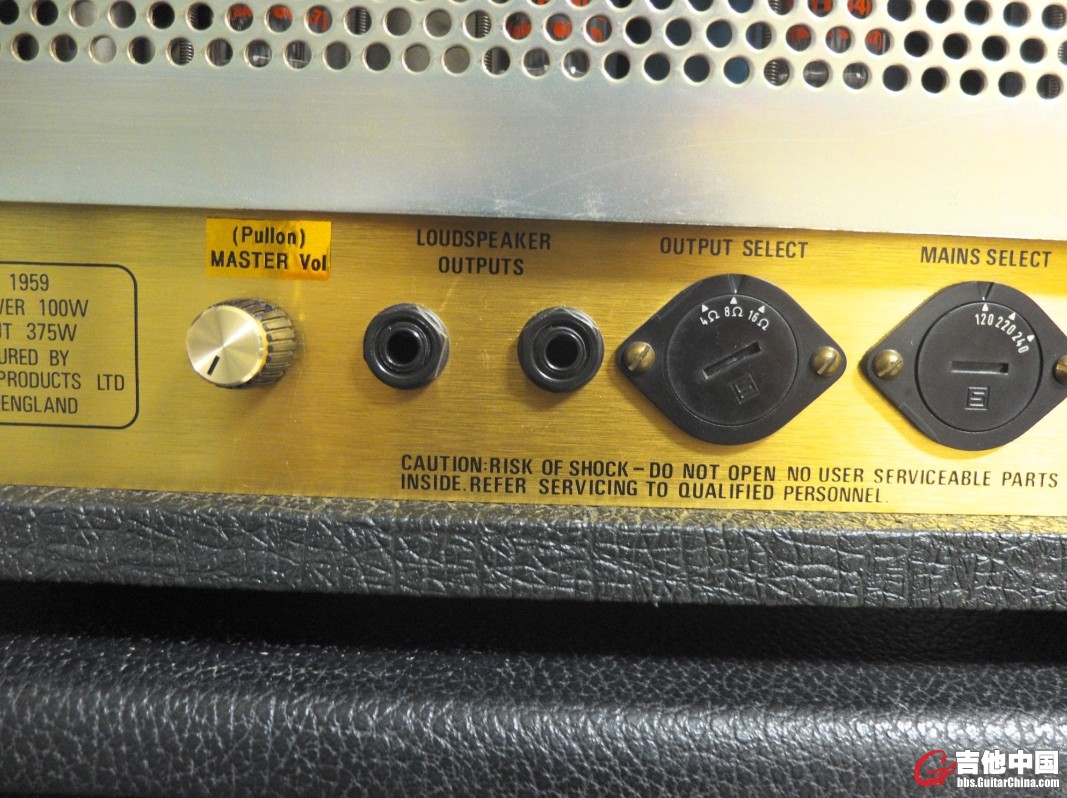 (Pullon)
MASTER Vol
LOUDSPEAKER
OUTPUTS
OUTPUT SELECT
MAINS SELECT
1959
100W
375W
BY
PRODUCTS LTD
ENGLAND
4Ω 8Ω 16Ω
120 220 240
CAUTION:RISK OF SHOCK – DO NOT OPEN. NO USER SERVICEABLE PARTS
INSIDE. REFER SERVICING TO QUALIFIED PERSONNEL.
吉他中国
bbs.GuitarChina.com